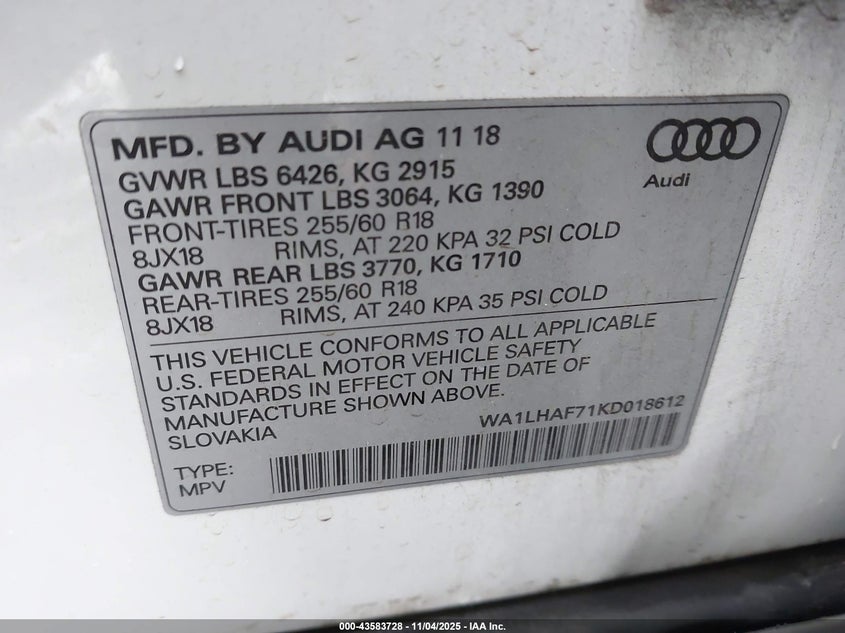 MFD. BY AUDI AG 11 18
GVWR LBS 6426, KG 2915
GAWR FRONT LBS 3064, KG 1390
FRONT-TIRES 255/60 R18
8JX18 RIMS, AT 220 KPA 32 PSI COLD
GAWR REAR LBS 3770, KG 1710
REAR-TIRES 255/60 R18
8JX18 RIMS, AT 240 KPA 35 PSI COLD
Audi
THIS VEHICLE CONFORMS TO ALL APPLICABLE
U.S. FEDERAL MOTOR VEHICLE SAFETY
STANDARDS IN EFFECT ON THE DATE OF
MANUFACTURE SHOWN ABOVE.
SLOVAKIA
WA1LHAF71KD018612
TYPE:
MPV
000-43583728 - 11/04/2025 - IAA Inc.